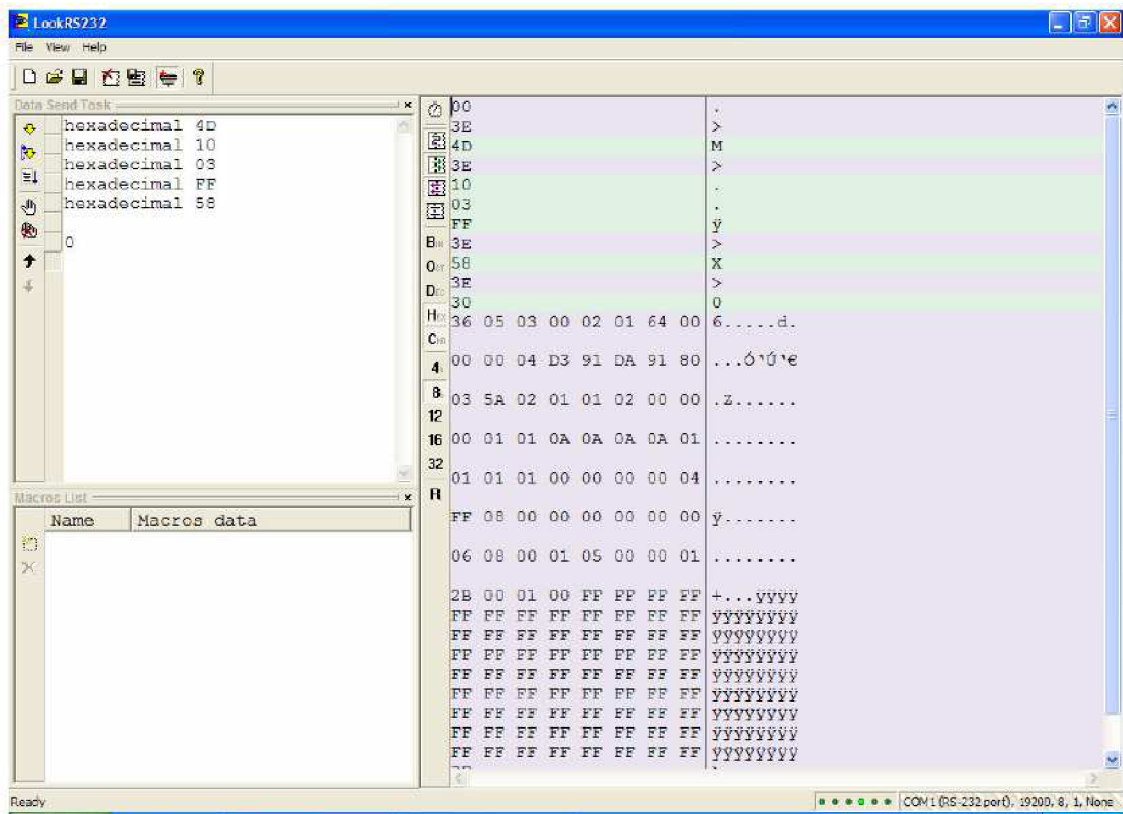 LookRS232
File View Help
Data Send Task
hexadecimal 4D
hexadecimal 10
hexadecimal 03
hexadecimal FF
hexadecimal 58
0
Macros List
Name Macros data
Bin
Oct
Dec
Hex
4
8
12
16
32
R
00 .
3E >
4D M
3E >
10 .
03 .
FF ÿ
3E >
58 X
3E >
30 0
36 05 03 00 02 01 64 00 6.....d.
00 00 04 D3 91 DA 91 80 ...Ó‘Ú‘€
03 5A 02 01 01 02 00 00 .Z......
00 01 01 0A 0A 0A 0A 01 ........
01 01 01 00 00 00 00 04 ........
FF 08 00 00 00 00 00 00 ÿ.......
06 08 00 01 05 00 00 01 ........
2B 00 01 00 FF FF FF FF +...ÿÿÿÿ
FF FF FF FF FF FF FF FF ÿÿÿÿÿÿÿÿ
FF FF FF FF FF FF FF FF ÿÿÿÿÿÿÿÿ
FF FF FF FF FF FF FF FF ÿÿÿÿÿÿÿÿ
FF FF FF FF FF FF FF FF ÿÿÿÿÿÿÿÿ
FF FF FF FF FF FF FF FF ÿÿÿÿÿÿÿÿ
FF FF FF FF FF FF FF FF ÿÿÿÿÿÿÿÿ
FF FF FF FF FF FF FF FF ÿÿÿÿÿÿÿÿ
FF FF FF FF FF FF FF FF ÿÿÿÿÿÿÿÿ
Ready
COM1 (RS-232 port), 19200, 8, 1, None